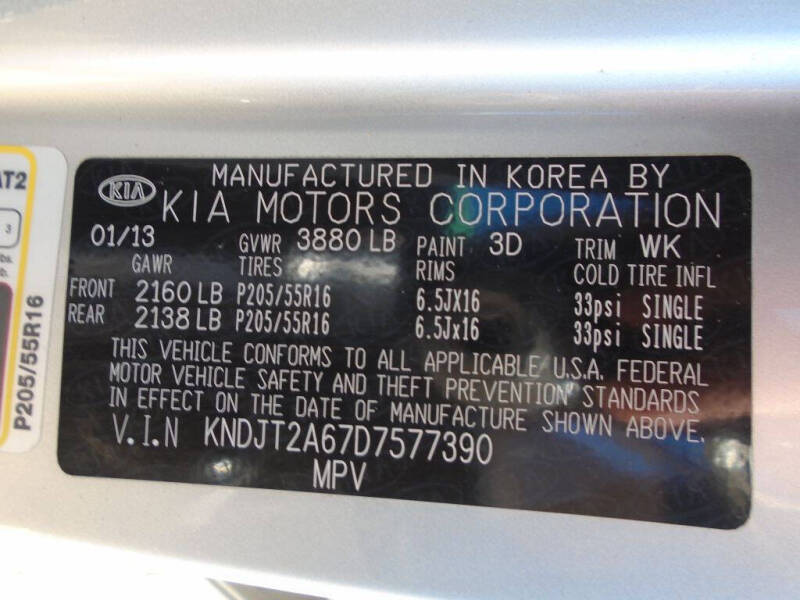 KIA
MANUFACTURED IN KOREA BY
KIA MOTORS CORPORATION
01/13 GVWR 3880 LB PAINT 3D TRIM WK
GAWR TIRES RIMS COLD TIRE INFL
FRONT 2160 LB P205/55R16 6.5JX16 33psi SINGLE
REAR 2138 LB P205/55R16 6.5Jx16 33psi SINGLE
THIS VEHICLE CONFORMS TO ALL APPLICABLE U.S.A. FEDERAL
MOTOR VEHICLE SAFETY AND THEFT PREVENTION STANDARDS
IN EFFECT ON THE DATE OF MANUFACTURE SHOWN ABOVE.
V.I.N KNDJT2A67D7577390
MPV
AT2
3
P205/55R16